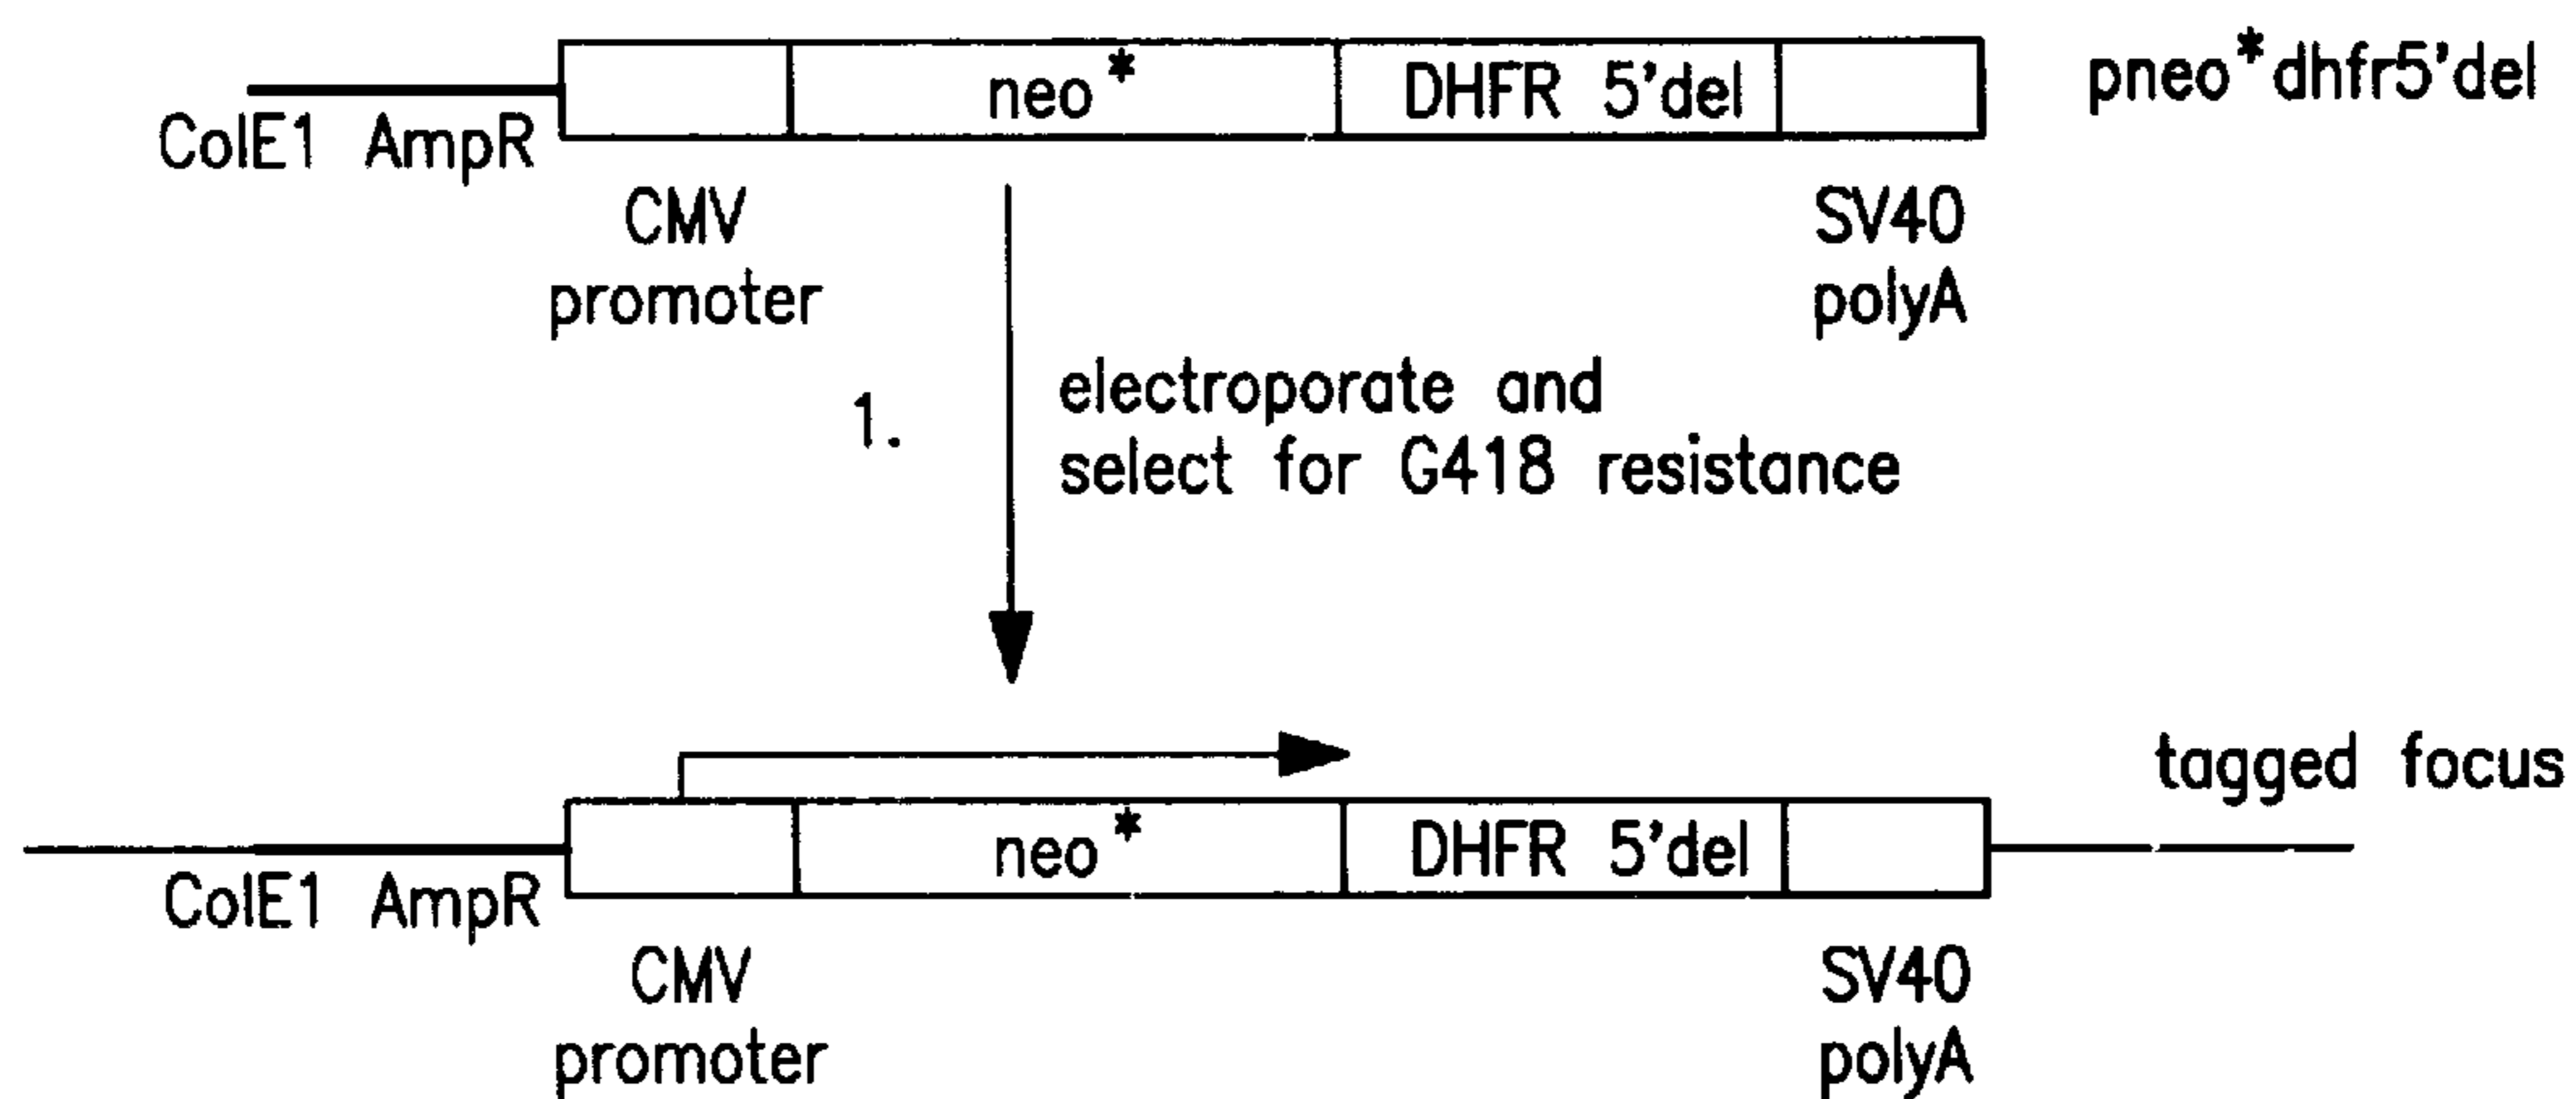 neo* DHFR 5'del pneo*dhfr5'del
ColE1 AmpR
CMV
promoter
SV40
polyA
1.
electroporate and
select for G418 resistance
tagged focus
neo* DHFR 5'del
ColE1 AmpR
CMV
promoter
SV40
polyA